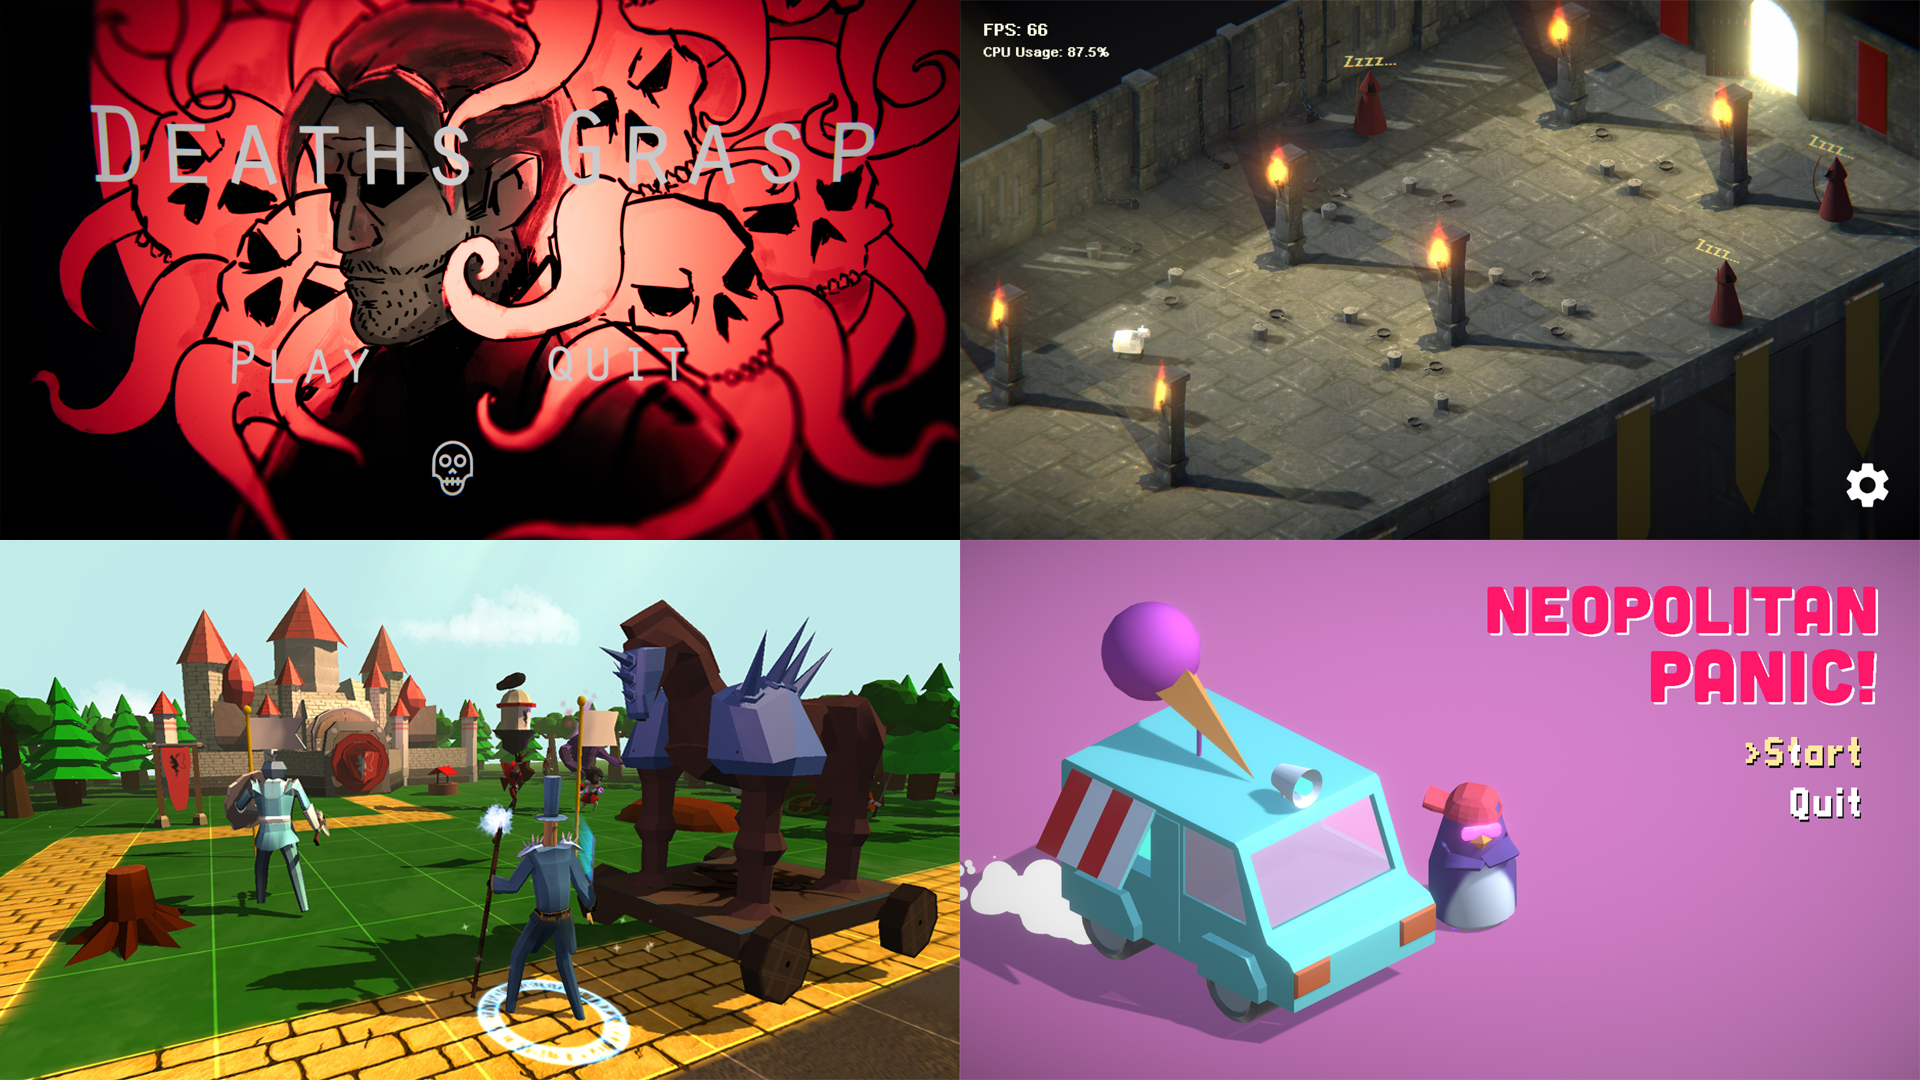 DEATHS GRASP
PLAY QUIT
FPS: 66
CPU Usage: 87.5%
Zzzz...
Zzzz...
Zzzz...
NEOPOLITAN
PANIC!
>Start
Quit